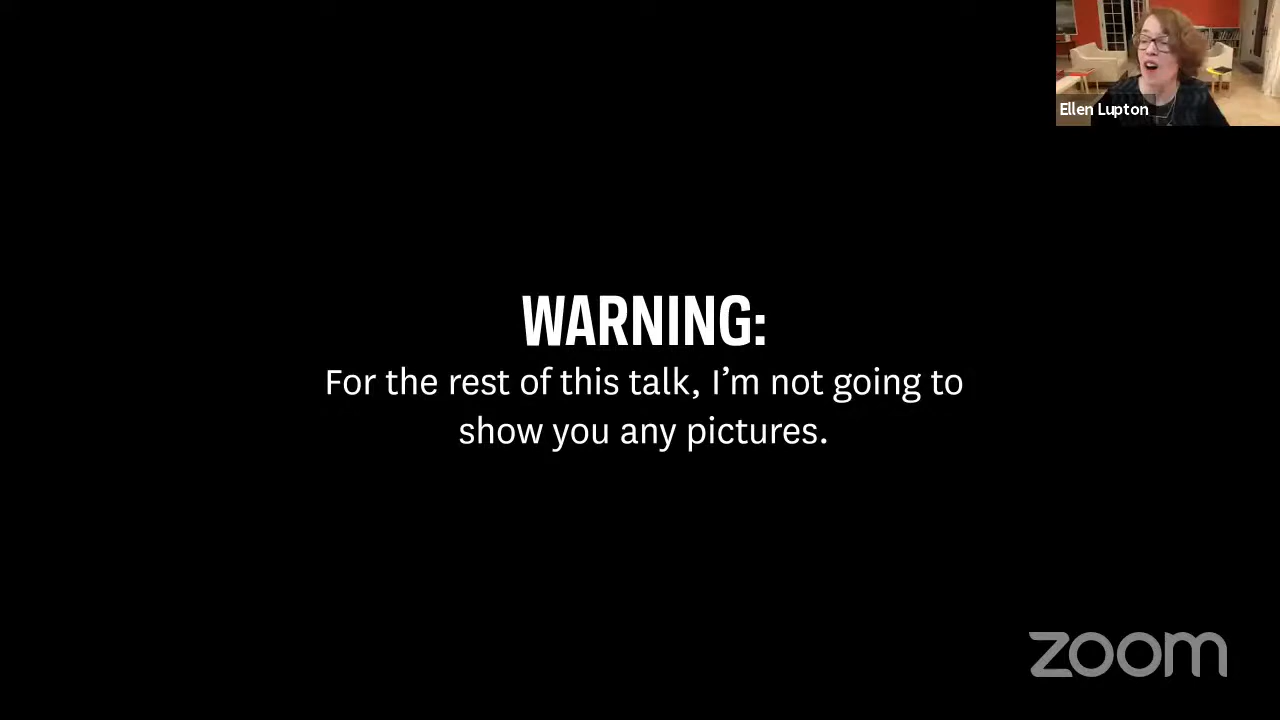 Ellen Lupton
WARNING:
For the rest of this talk, I’m not going to
show you any pictures.
zoom